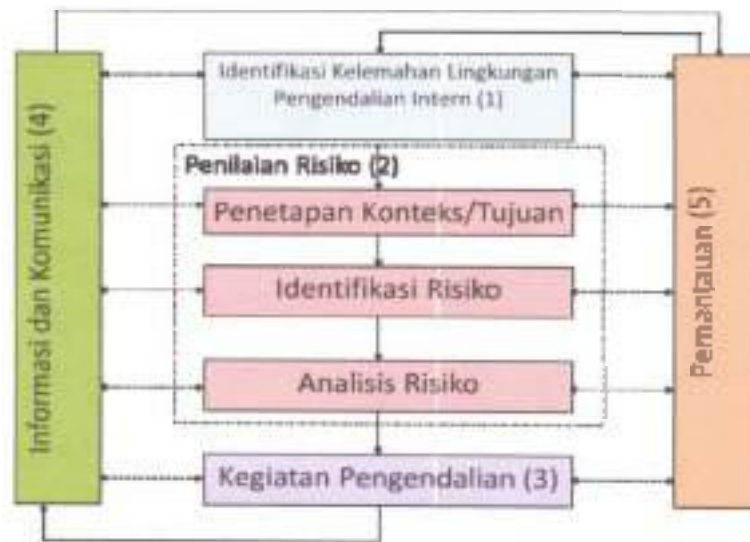 Identifikasi Kelemahan Lingkungan
Pengendalian Intern (1)
Penilaian Risiko (2)
Penetapan Konteks/Tujuan
Identifikasi Risiko
Analisis Risiko
Kegiatan Pengendalian (3)
Informasi dan Komunikasi (4)
Pemantauan (5)